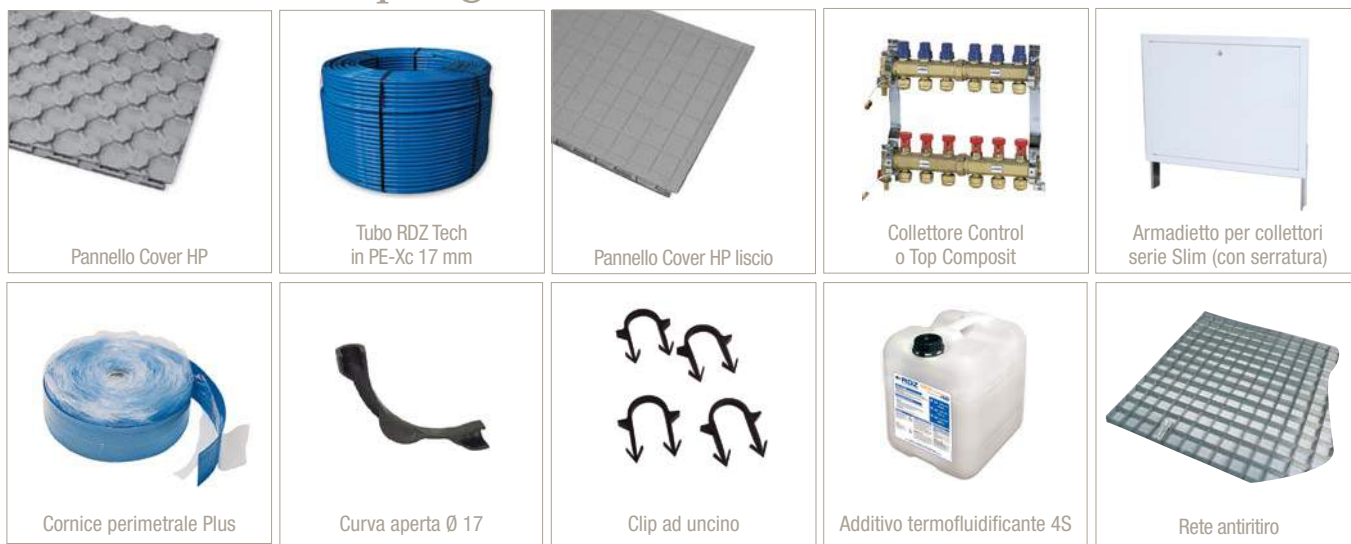 Pannello Cover HP
Tubo RDZ Tech
in PE-Xc 17 mm
Pannello Cover HP liscio
Collettore Control
o Top Composit
Armadietto per collettori
serie Slim (con serratura)
Cornice perimetrale Plus
Curva aperta Ø 17
Clip ad uncino
RDZ
Additivo termofluidificante 4S
Rete antiritiro